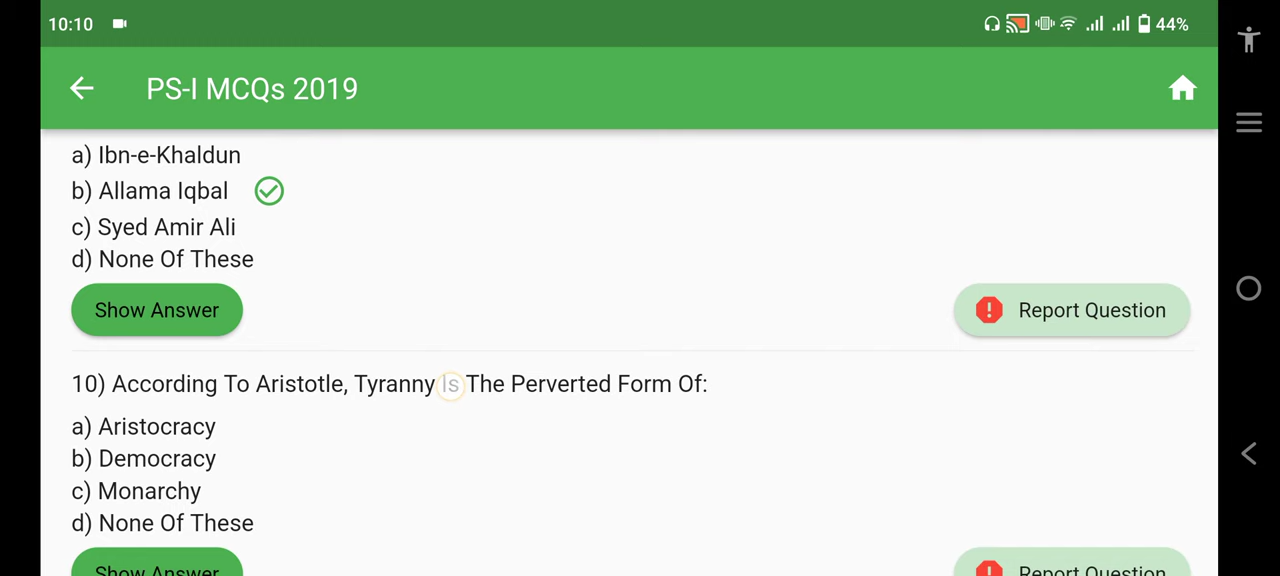 10:10
44%
PS-I MCQs 2019
a) Ibn-e-Khaldun
b) Allama Iqbal
c) Syed Amir Ali
d) None Of These
Show Answer
Report Question
10) According To Aristotle, Tyranny Is The Perverted Form Of:
a) Aristocracy
b) Democracy
c) Monarchy
d) None Of These
Show Answer
Report Question